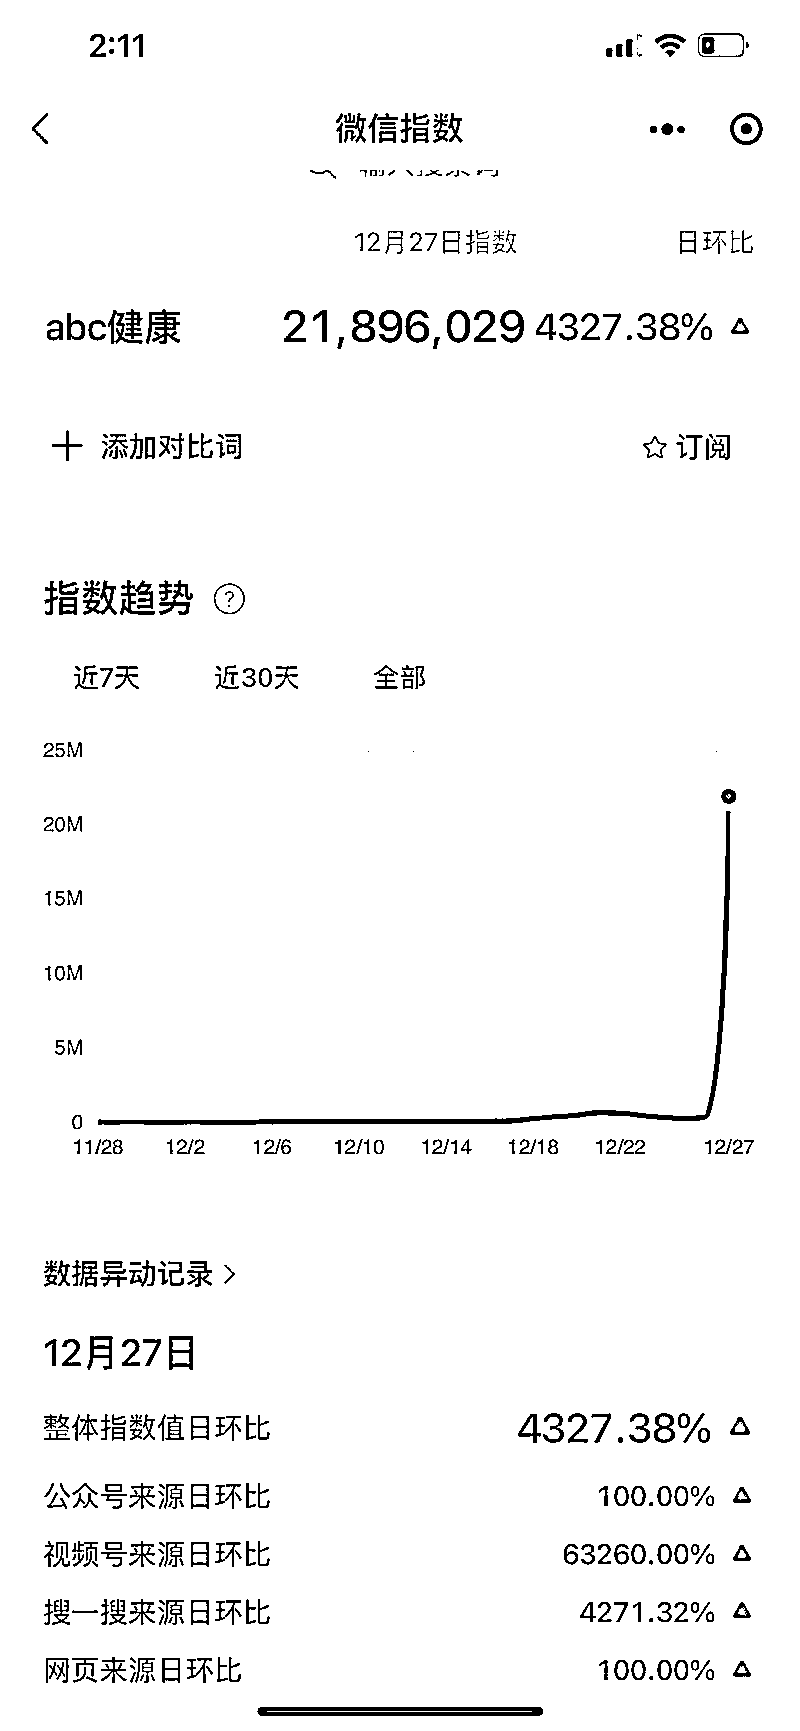 2:11
微信指数
输入搜索词
12月27日指数 日环比
abc健康 21,896,029 4327.38%
添加对比词 订阅
指数趋势 ?
近7天 近30天 全部
25M
20M
15M
10M
5M
0
11/28 12/2 12/6 12/10 12/14 12/18 12/22 12/27
数据异动记录 >
12月27日
整体指数值日环比 4327.38%
公众号来源日环比 100.00%
视频号来源日环比 63260.00%
搜一搜来源日环比 4271.32%
网页来源日环比 100.00%